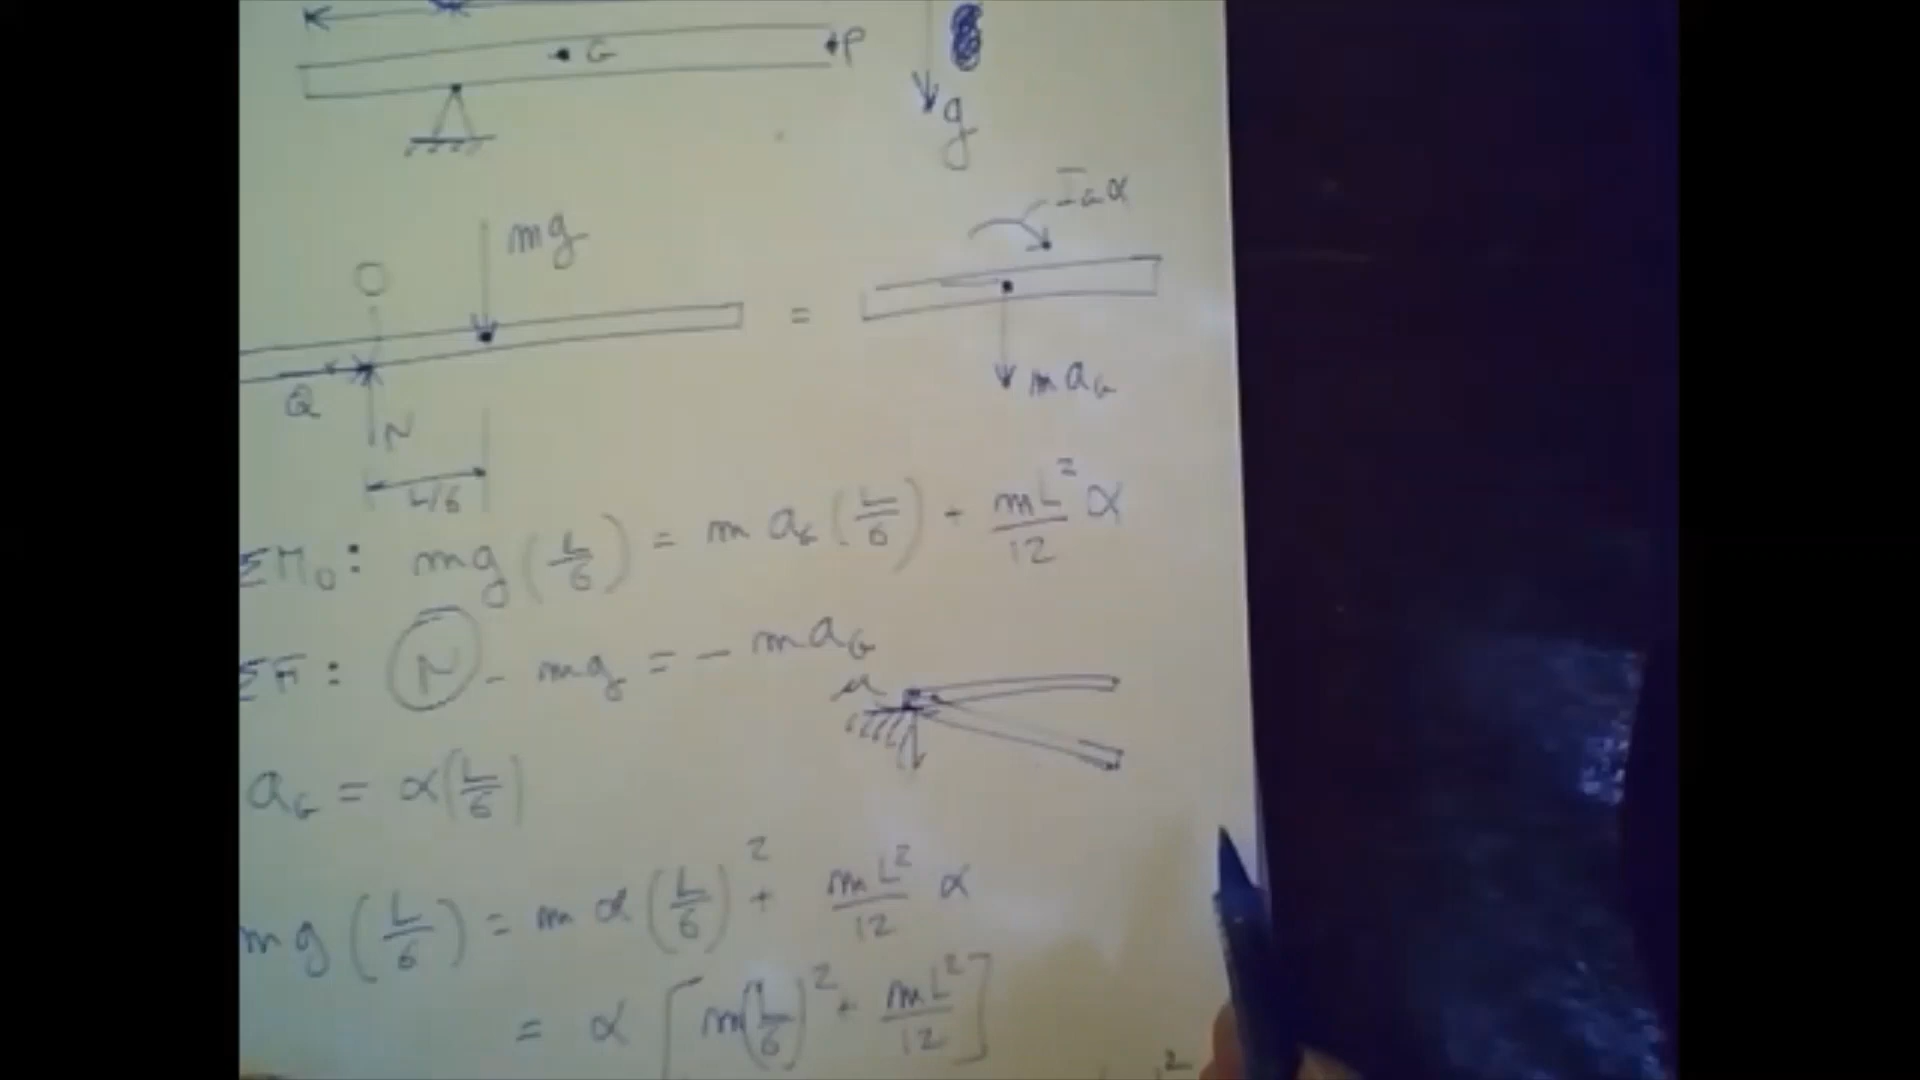 G P
g
I_G α
mg
O
=
Q
N
m a_G
L/6
ΣM_O : mg (L/6) = m a_G (L/6) + mL²/12 α
ΣF : N - mg = - m a_G
μ
a_G = α (L/6)
mg (L/6) = m α (L/6)² + mL²/12 α
= α [ m(L/6)² + mL²/12 ]
2